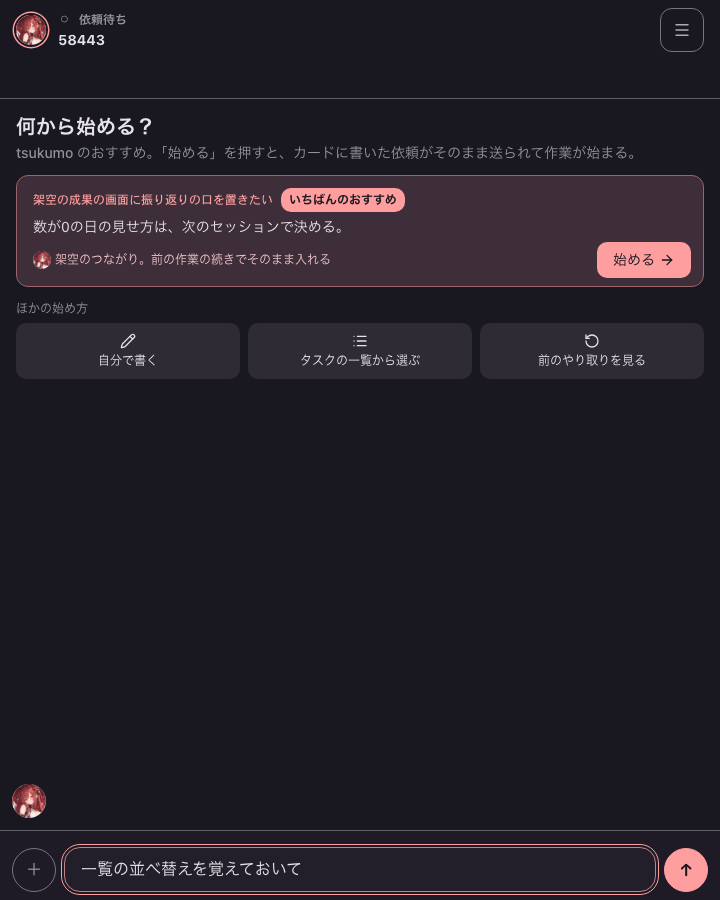 依頼待ち
58443
何から始める？
tsukumo のおすすめ。「始める」を押すと、カードに書いた依頼がそのまま送られて作業が始まる。
架空の成果の画面に振り返りの口を置きたい いちばんのおすすめ
数が0の日の見せ方は、次のセッションで決める。
架空のつながり。前の作業の続きでそのまま入れる
始める →
ほかの始め方
自分で書く
タスクの一覧から選ぶ
前のやり取りを見る
一覧の並べ替えを覚えておいて